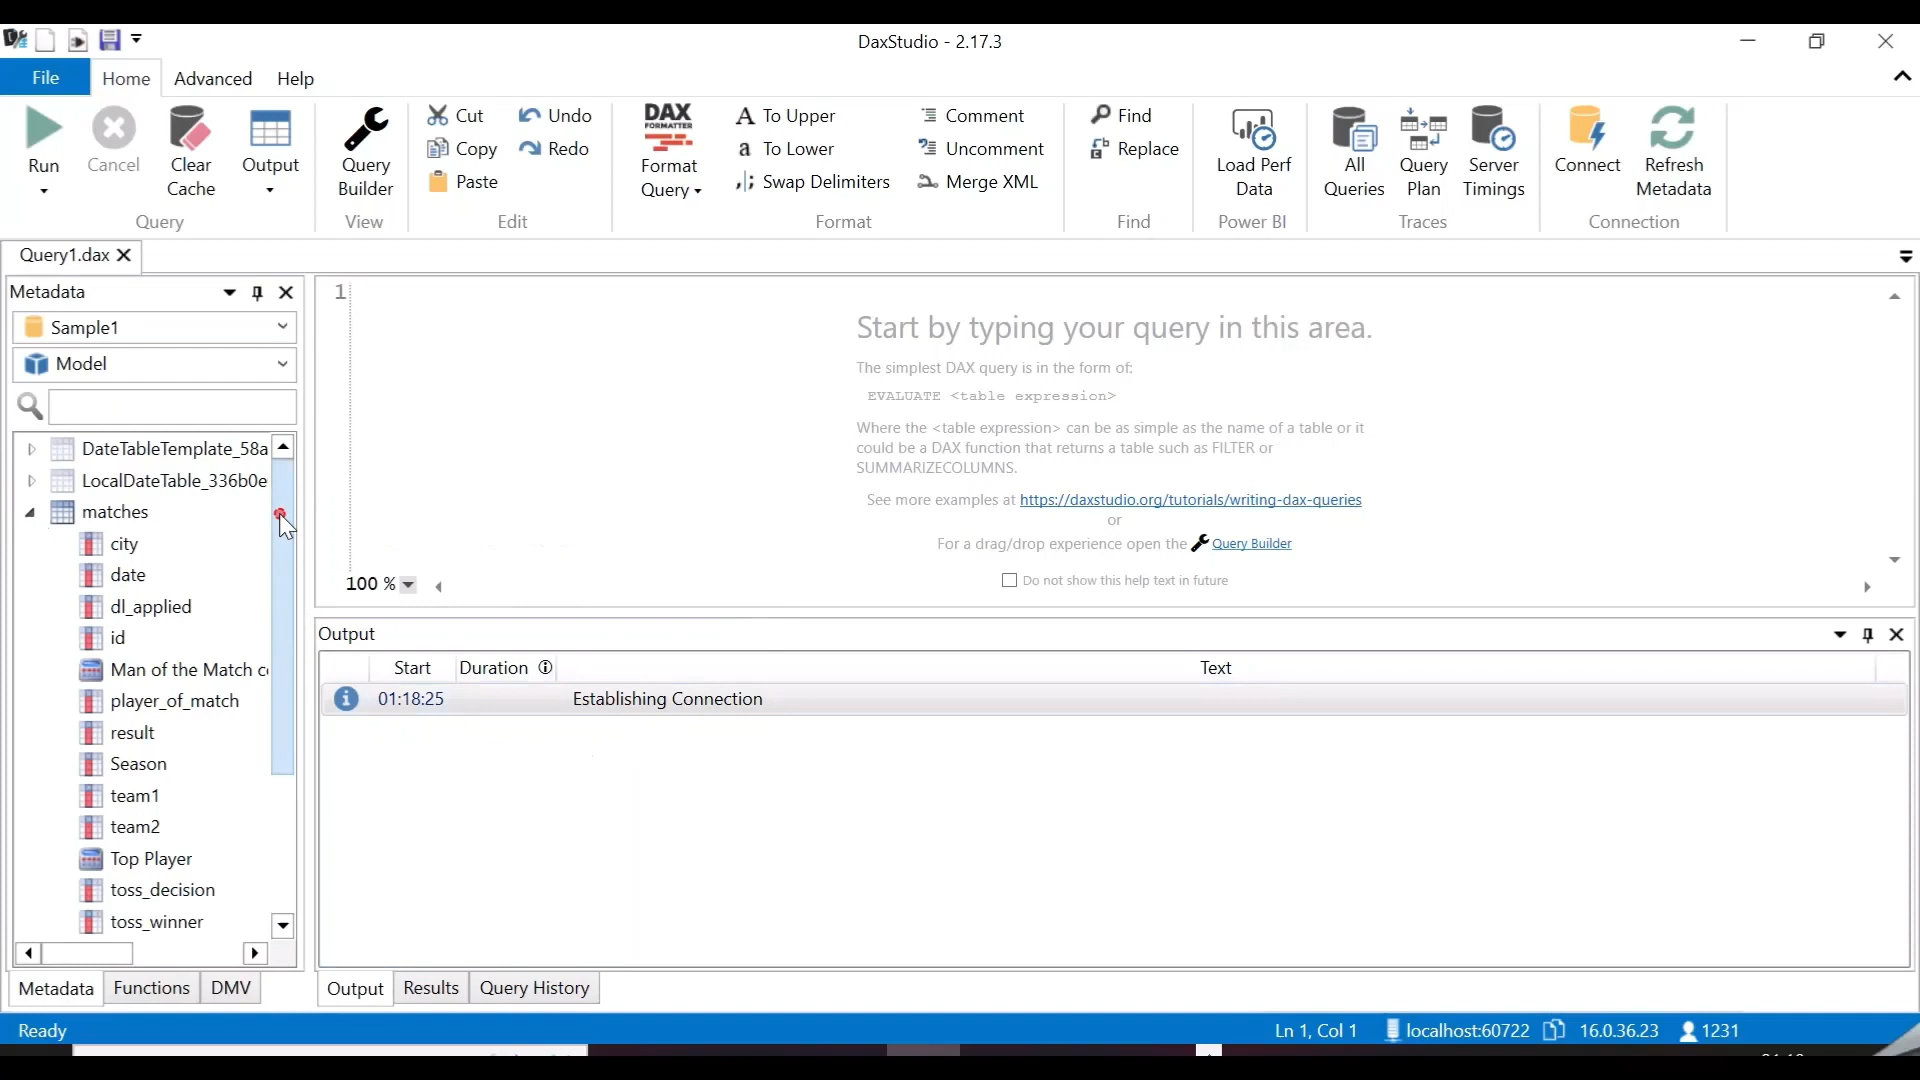 DaxStudio - 2.17.3
File Home Advanced Help
Run
Cancel
Clear
Cache
Output
Query
Query
Builder
View
Cut
Copy
Paste
Undo
Redo
Edit
DAX
FORMATTER
Format
Query
To Upper
To Lower
Swap Delimiters
Comment
Uncomment
Merge XML
Format
Find
Replace
Find
Load Perf
Data
Power BI
All
Queries
Query
Plan
Server
Timings
Traces
Connect
Refresh
Metadata
Connection
Query1.dax
Metadata
Sample1
Model
DateTableTemplate_58a
LocalDateTable_336b0e
matches
city
date
dl_applied
id
Man of the Match c
player_of_match
result
Season
team1
team2
Top Player
toss_decision
toss_winner
Metadata Functions DMV
1
Start by typing your query in this area.
The simplest DAX query is in the form of:
EVALUATE <table expression>
Where the <table expression> can be as simple as the name of a table or it
could be a DAX function that returns a table such as FILTER or
SUMMARIZECOLUMNS.
See more examples at https://daxstudio.org/tutorials/writing-dax-queries
or
For a drag/drop experience open the Query Builder
Do not show this help text in future
100 %
Output
Start Duration Text
01:18:25 Establishing Connection
Output Results Query History
Ready Ln 1, Col 1 localhost:60722 16.0.36.23 1231